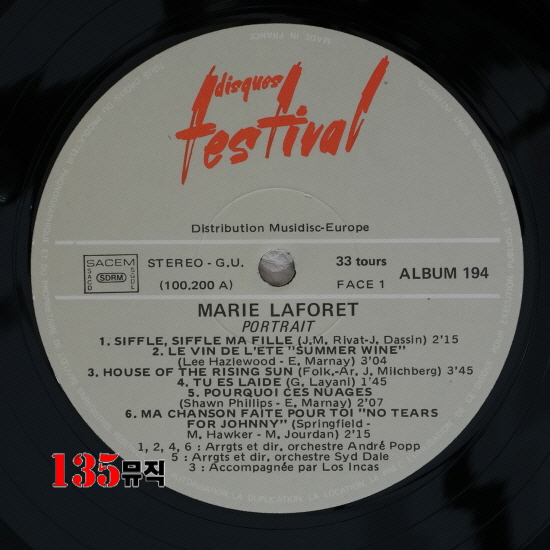 MADE IN FRANCE
disques
festival
Distribution Musidisc-Europe
SACEM
SACD
SDRM
SGDL
STEREO - G.U.
(100.200 A)
33 tours
FACE 1
ALBUM 194
MARIE LAFORET
PORTRAIT
1. SIFFLE, SIFFLE MA FILLE (J.M. Rivat-J. Dassin) 2'15
2. LE VIN DE L'ETE "SUMMER WINE"
(Lee Hazlewood - E. Marnay) 3'04
3. HOUSE OF THE RISING SUN (Folk.-Ar. J. Milchberg) 3'45
4. TU ES LAIDE (G. Layani) 1'45
5. POURQUOI CES NUAGES
(Shawn Phillips - E. Marnay) 2'07
6. MA CHANSON FAITE POUR TOI "NO TEARS
FOR JOHNNY" (Springfield -
M. Hawker - M. Jourdan) 2'15
1, 2, 4, 6 : Arrgts et dir. orchestre André Popp
5 : Arrgts et dir. orchestre Syd Dale
3 : Accompagnée par Los Incas
135뮤직